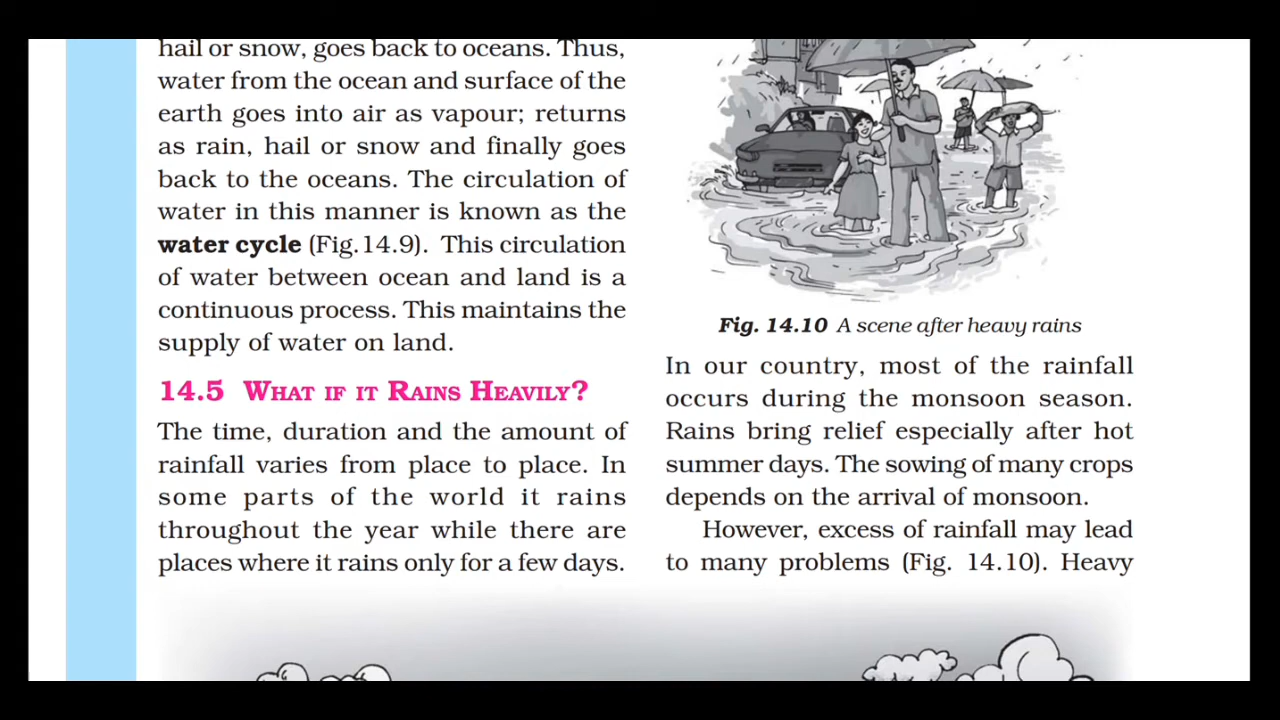 hail or snow, goes back to oceans. Thus,
water from the ocean and surface of the
earth goes into air as vapour; returns
as rain, hail or snow and finally goes
back to the oceans. The circulation of
water in this manner is known as the
water cycle (Fig.14.9). This circulation
of water between ocean and land is a
continuous process. This maintains the
supply of water on land.
14.5 What if it Rains Heavily?
The time, duration and the amount of
rainfall varies from place to place. In
some parts of the world it rains
throughout the year while there are
places where it rains only for a few days.
Fig. 14.10 A scene after heavy rains
In our country, most of the rainfall
occurs during the monsoon season.
Rains bring relief especially after hot
summer days. The sowing of many crops
depends on the arrival of monsoon.
However, excess of rainfall may lead
to many problems (Fig. 14.10). Heavy